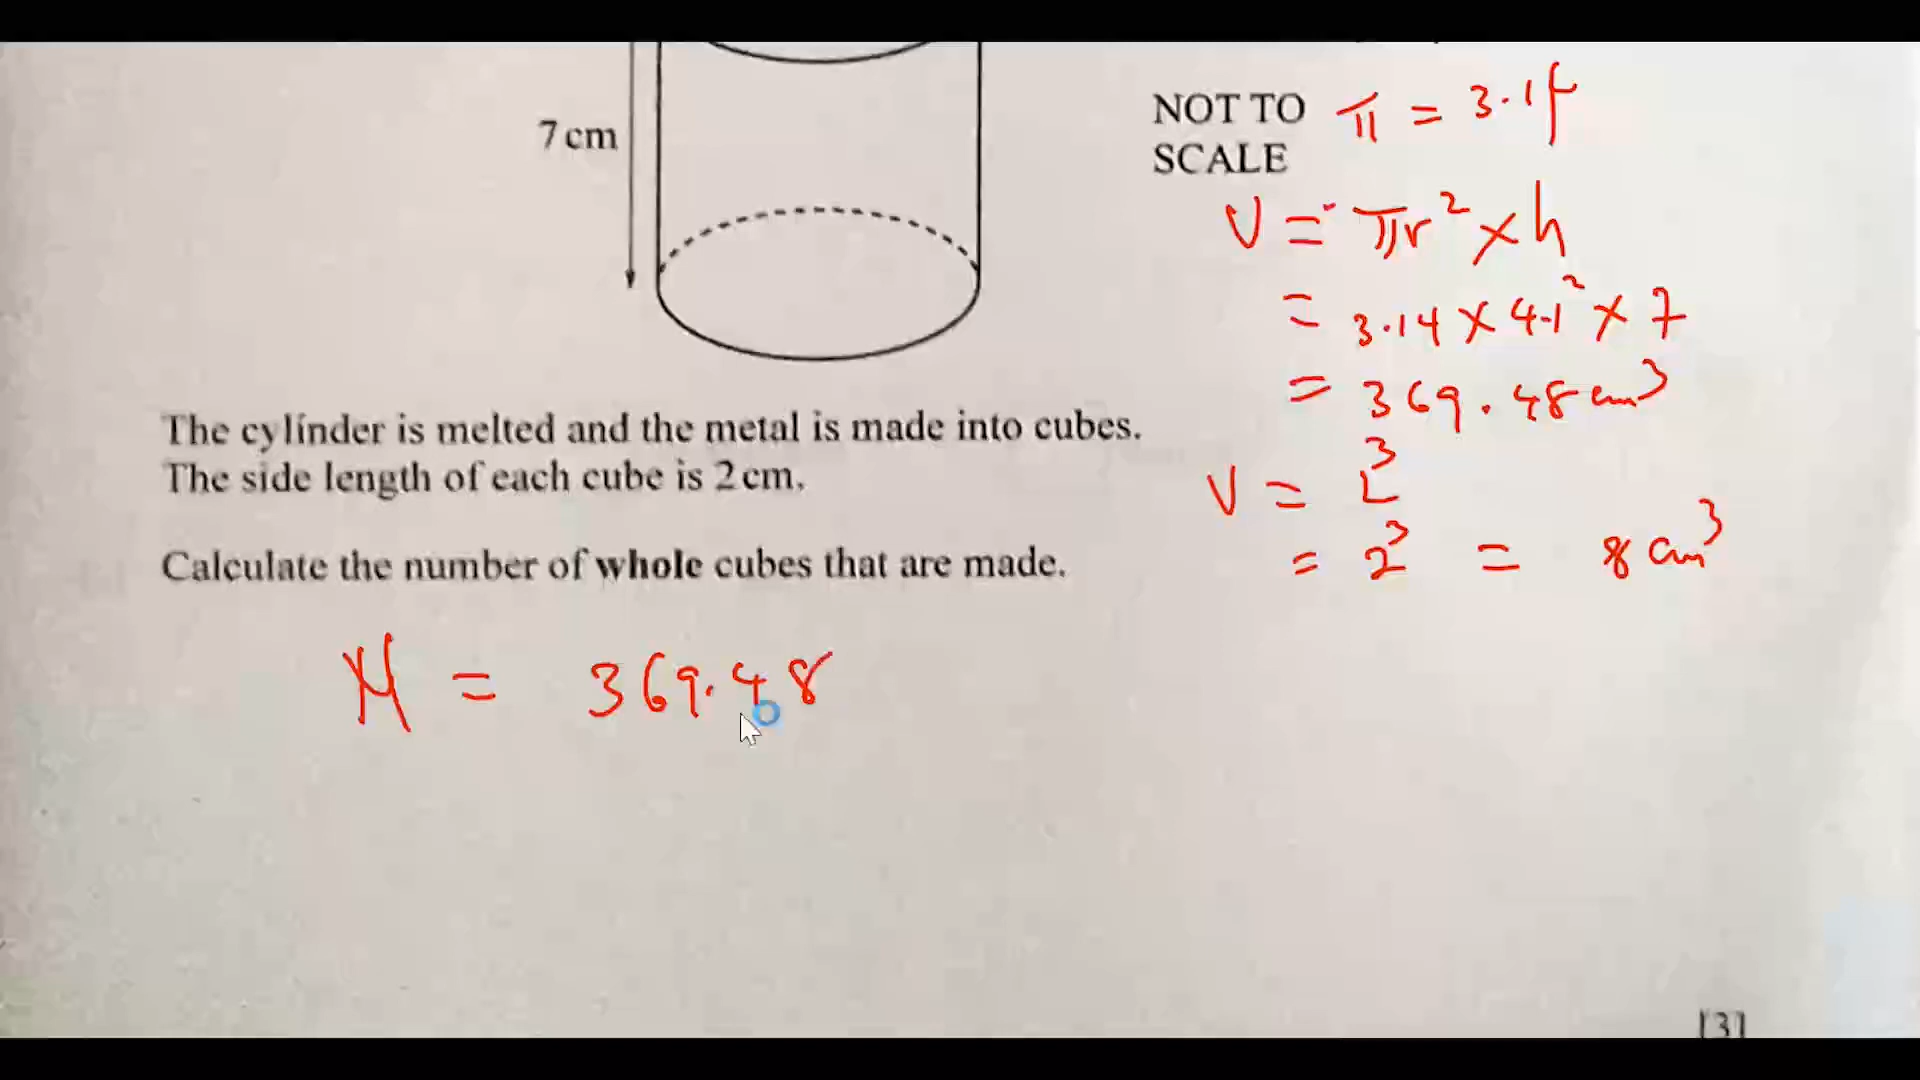 7 cm
NOT TO
SCALE
π = 3.14
V = πr² × h
= 3.14 × 4.1² × 7
= 369.48 cm³
The cylinder is melted and the metal is made into cubes.
The side length of each cube is 2 cm.
V = L³
= 2³ = 8 cm³
Calculate the number of whole cubes that are made.
N = 369.48
[3]